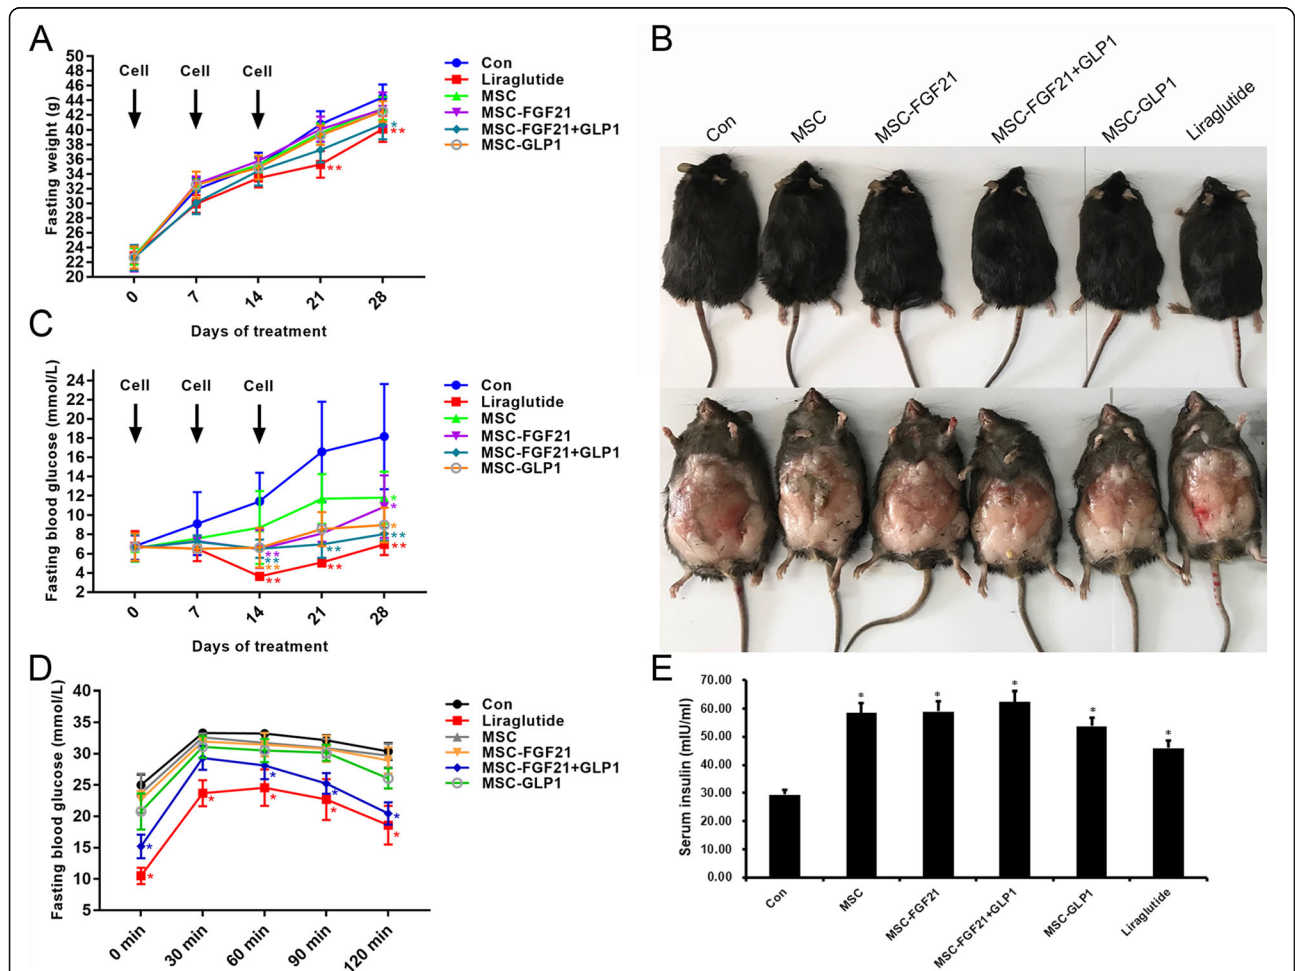 A
50
48
46
44
42
40
38
36
34
32
30
28
26
24
22
20
Fasting weight (g)
Cell Cell Cell
* 
**
**
0 7 14 21 28
Days of treatment
Con
Liraglutide
MSC
MSC-FGF21
MSC-FGF21+GLP1
MSC-GLP1
B
Con MSC MSC-FGF21 MSC-FGF21+GLP1 MSC-GLP1 Liraglutide
C
24
22
20
18
16
14
12
10
8
6
4
2
Fasting blood glucose (mmol/L)
Cell Cell Cell
*
*
*
**
**
**
**
**
**
**
**
0 7 14 21 28
Days of treatment
Con
Liraglutide
MSC
MSC-FGF21
MSC-FGF21+GLP1
MSC-GLP1
D
40
35
30
25
20
15
10
5
Fasting blood glucose (mmol/L)
* * * *
* * * * *
0 min 30 min 60 min 90 min 120 min
Con
Liraglutide
MSC
MSC-FGF21
MSC-FGF21+GLP1
MSC-GLP1
E
70.00
60.00
50.00
40.00
30.00
20.00
10.00
0.00
Serum insulin (mIU/ml)
* * * * *
Con MSC MSC-FGF21 MSC-FGF21+GLP1 MSC-GLP1 Liraglutide